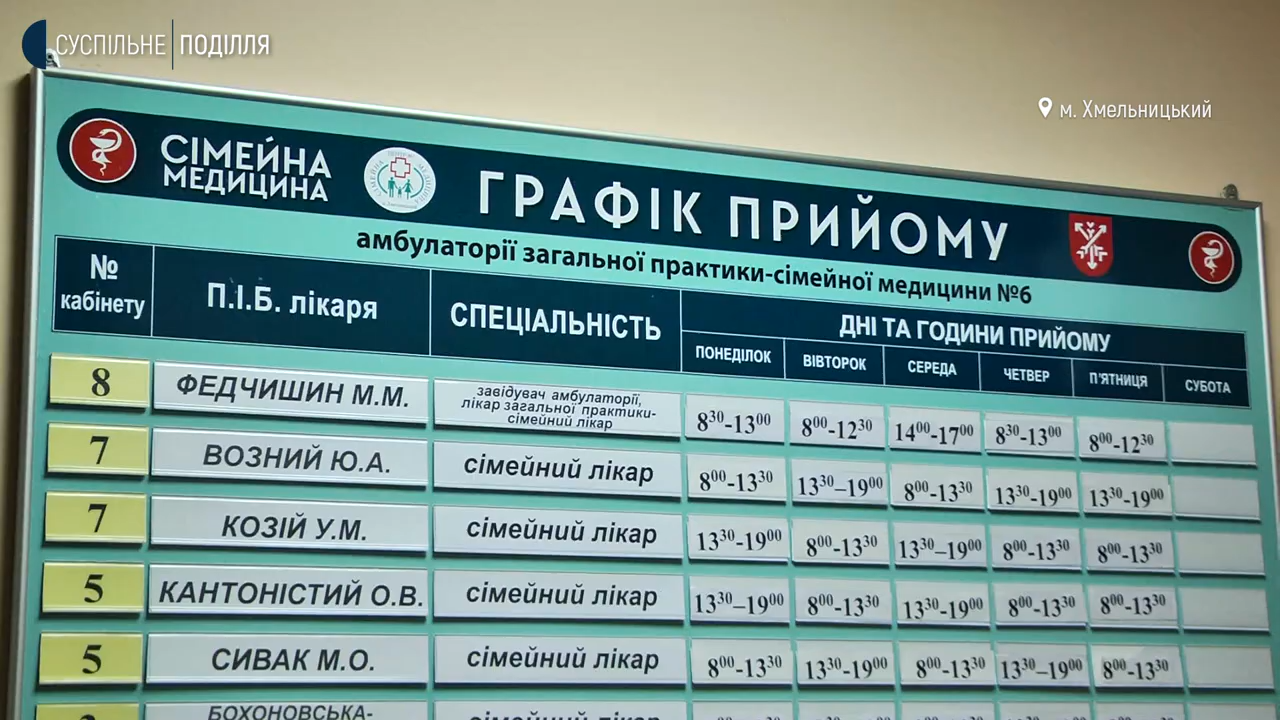 СУСПІЛЬНЕ ПОДІЛЛЯ
м. Хмельницький
СІМЕЙНА
МЕДИЦИНА
ГРАФІК ПРИЙОМУ
амбулаторії загальної практики-сімейної медицини №6
№
кабінету
П.І.Б. лікаря
СПЕЦІАЛЬНІСТЬ
ДНІ ТА ГОДИНИ ПРИЙОМУ
ПОНЕДІЛОК ВІВТОРОК СЕРЕДА ЧЕТВЕР П'ЯТНИЦЯ СУБОТА
8 ФЕДЧИШИН М.М.
завідувач амбулаторії,
лікар загальної практики-
сімейний лікар
8³⁰-13⁰⁰ 8⁰⁰-12³⁰ 14⁰⁰-17⁰⁰ 8³⁰-13⁰⁰ 8⁰⁰-12³⁰
7 ВОЗНИЙ Ю.А. сімейний лікар 8⁰⁰-13³⁰ 13³⁰–19⁰⁰ 8⁰⁰-13³⁰ 13³⁰-19⁰⁰ 13³⁰-19⁰⁰
7 КОЗІЙ У.М. сімейний лікар 13³⁰-19⁰⁰ 8⁰⁰-13³⁰ 13³⁰–19⁰⁰ 8⁰⁰-13³⁰ 8⁰⁰-13³⁰
5 КАНТОНІСТИЙ О.В. сімейний лікар 13³⁰–19⁰⁰ 8⁰⁰-13³⁰ 13³⁰-19⁰⁰ 8⁰⁰-13³⁰ 8⁰⁰-13³⁰
5 СИВАК М.О. сімейний лікар 8⁰⁰-13³⁰ 13³⁰-19⁰⁰ 8⁰⁰-13³⁰ 13³⁰–19⁰⁰ 8⁰⁰-13³⁰
БОХОНОВСЬКА- сімейний лікар